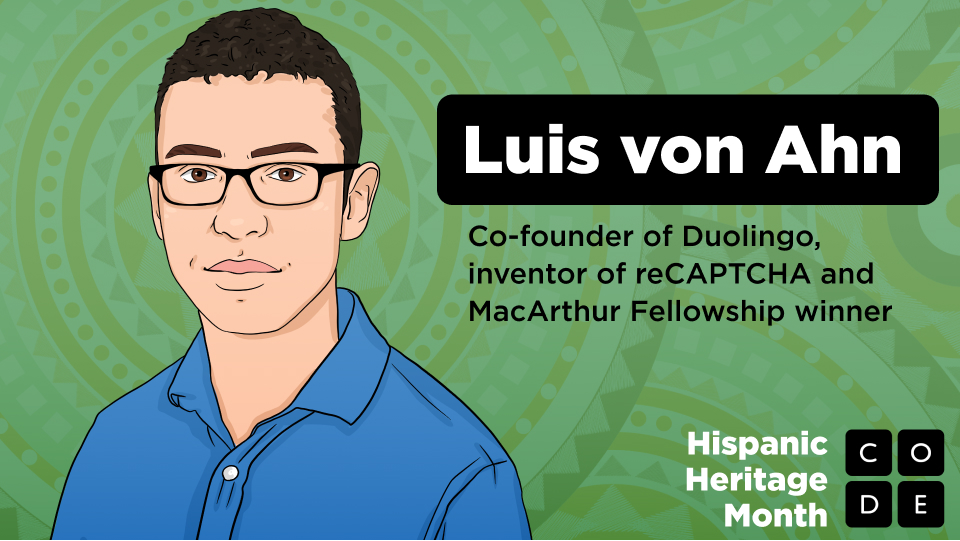 Luis von Ahn
Co-founder of Duolingo,
inventor of reCAPTCHA and
MacArthur Fellowship winner
Hispanic
Heritage
Month
C O
D E